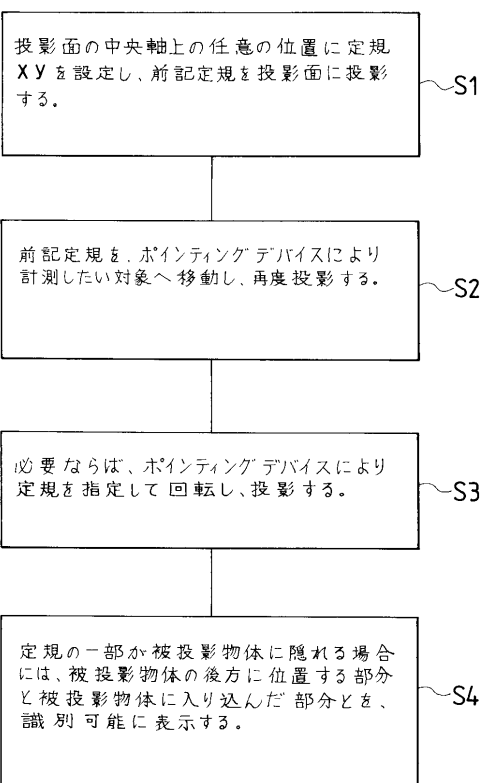 投影面の中央軸上の任意の位置に定規
XYを設定し、前記定規を投影面に投影
する。
S1
前記定規を、ポインティングデバイスにより
計測したい対象へ移動し、再度投影する。
S2
必要ならば、ポインティングデバイスにより
定規を指定して回転し、投影する。
S3
定規の一部が被投影物体に隠れる場合
には、被投影物体の後方に位置する部分
と被投影物体に入り込んだ部分とを、
識別可能に表示する。
S4